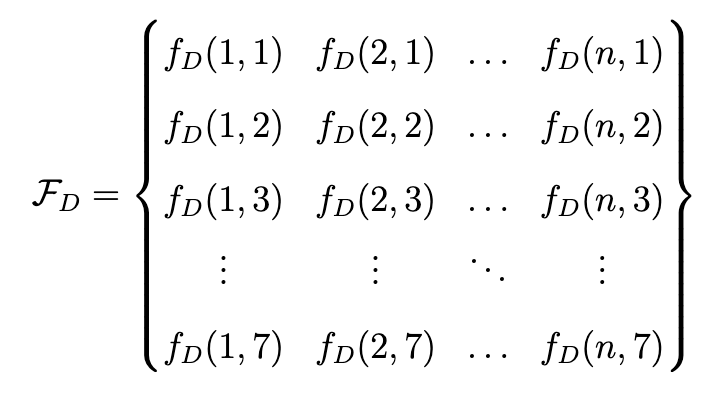 f_D(1, 1) f_D(2, 1) … f_D(n, 1)
f_D(1, 2) f_D(2, 2) … f_D(n, 2)
ℱ_D = { f_D(1, 3) f_D(2, 3) … f_D(n, 3) }
⋮ ⋮ ⋱ ⋮
f_D(1, 7) f_D(2, 7) … f_D(n, 7)